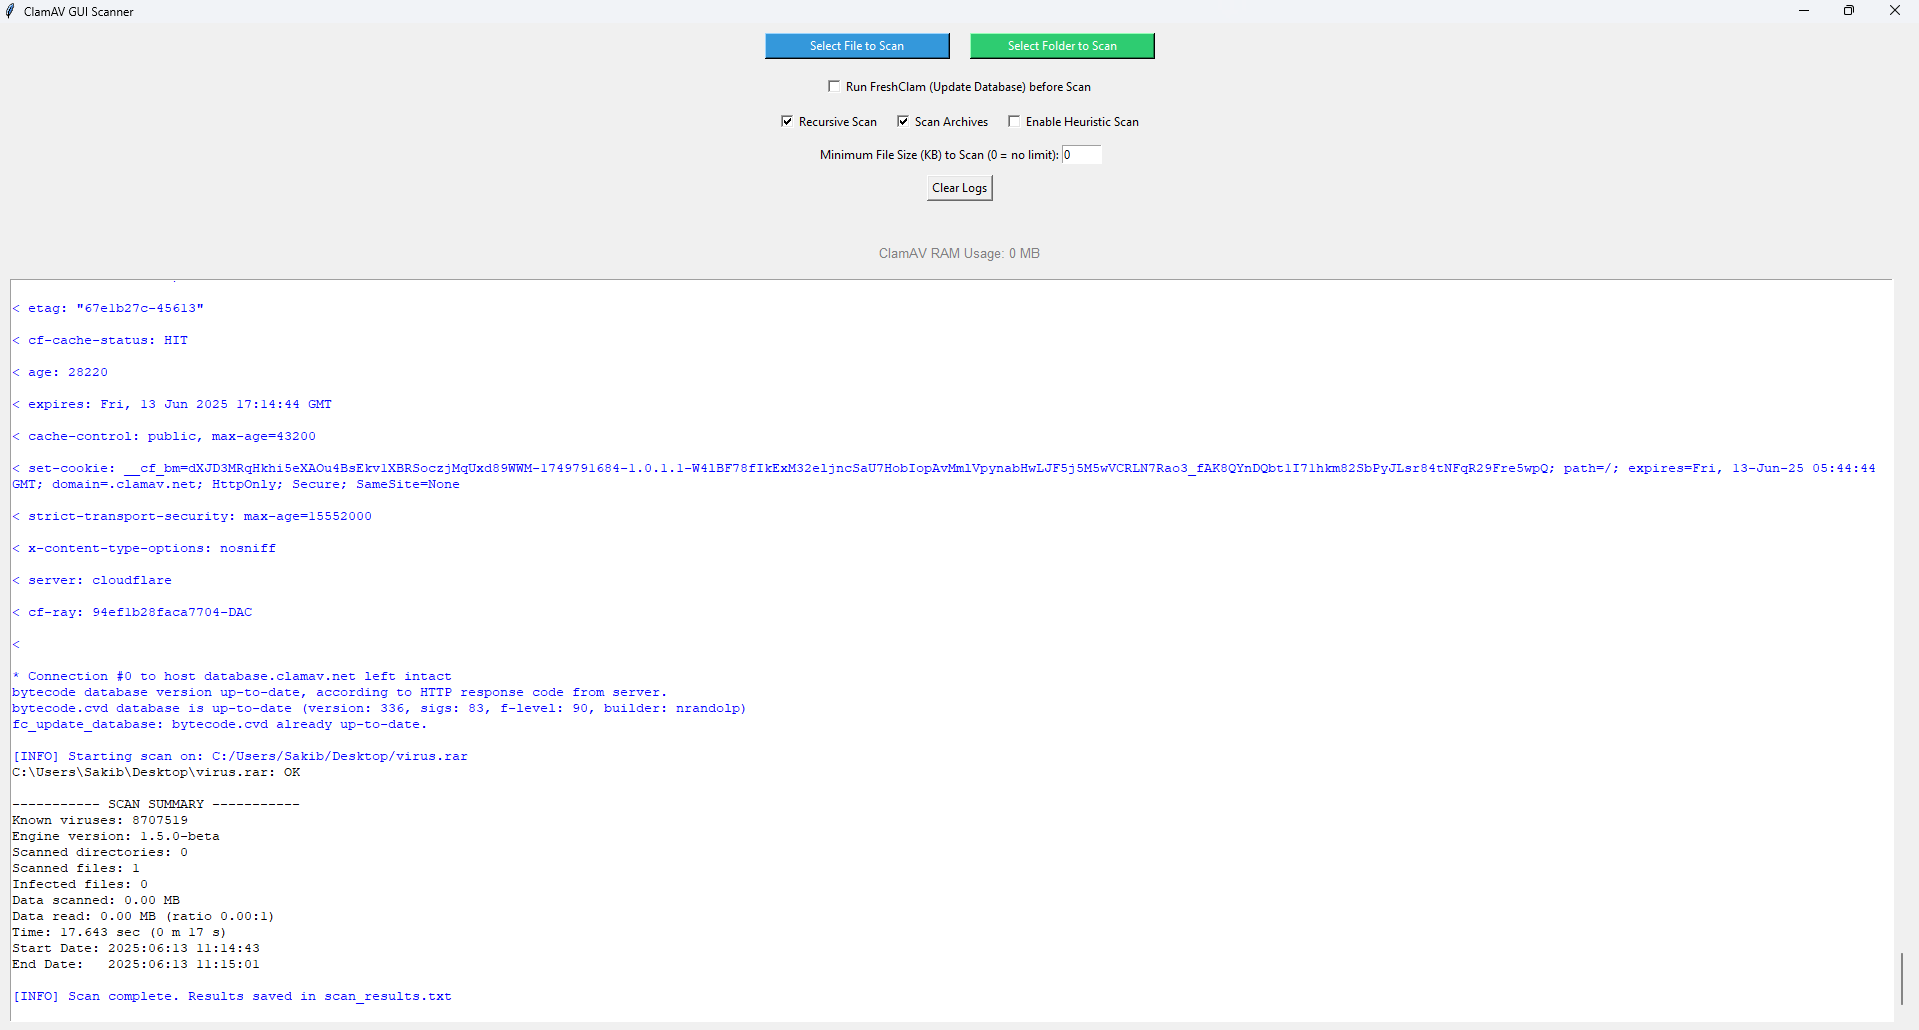 ClamAV GUI Scanner
Select File to Scan
Select Folder to Scan
Run FreshClam (Update Database) before Scan
Recursive Scan
Scan Archives
Enable Heuristic Scan
Minimum File Size (KB) to Scan (0 = no limit): 0
Clear Logs
ClamAV RAM Usage: 0 MB
< etag: "67e1b27c-45613"
< cf-cache-status: HIT
< age: 28220
< expires: Fri, 13 Jun 2025 17:14:44 GMT
< cache-control: public, max-age=43200
< set-cookie: path=/; expires=Fri, 13-Jun-25 05:44:44
GMT; domain=.clamav.net; HttpOnly; Secure; SameSite=None
< strict-transport-security: max-age=15552000
< x-content-type-options: nosniff
< server: cloudflare
< cf-ray: 94ef1b28faca7704-DAC
<
* Connection #0 to host database.clamav.net left intact
bytecode database version up-to-date, according to HTTP response code from server.
bytecode.cvd database is up-to-date (version: 336, sigs: 83, f-level: 90, builder: nrandolp)
fc_update_database: bytecode.cvd already up-to-date.
[INFO] Starting scan on: C:/Users/Sakib/Desktop/virus.rar
C:\Users\Sakib\Desktop\virus.rar: OK
----------- SCAN SUMMARY -----------
Known viruses: 8707519
Engine version: 1.5.0-beta
Scanned directories: 0
Scanned files: 1
Infected files: 0
Data scanned: 0.00 MB
Data read: 0.00 MB (ratio 0.00:1)
Time: 17.643 sec (0 m 17 s)
Start Date: 2025:06:13 11:14:43
End Date:   2025:06:13 11:15:01
[INFO] Scan complete. Results saved in scan_results.txt